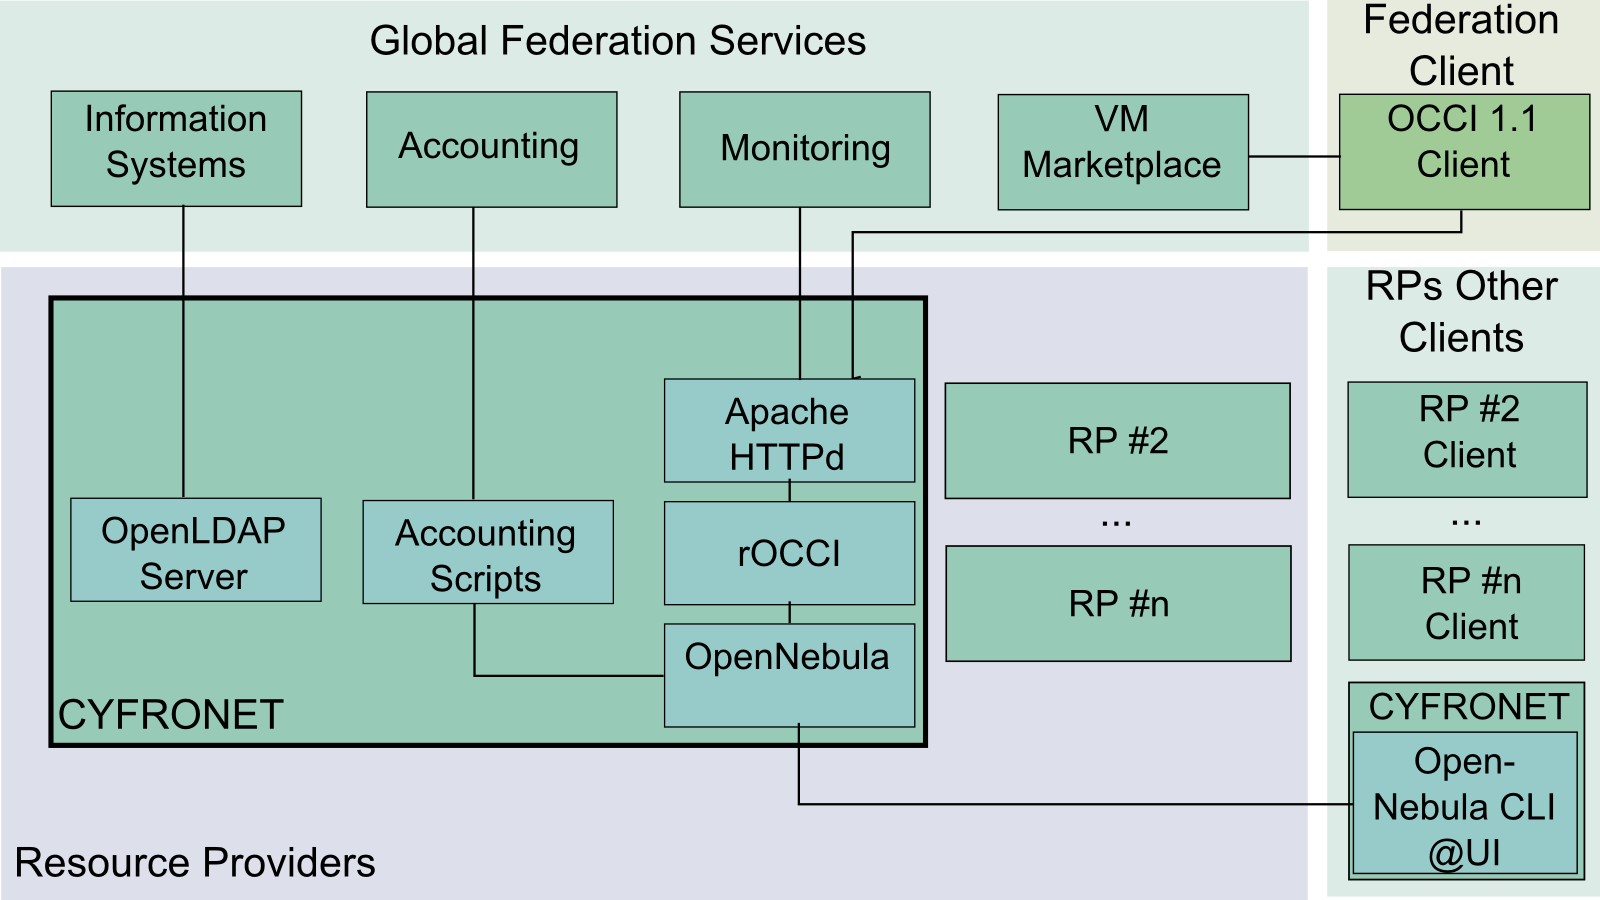 Global Federation Services
Information
Systems
Accounting
Monitoring
VM
Marketplace
Federation
Client
OCCI 1.1
Client
CYFRONET
OpenLDAP
Server
Accounting
Scripts
Apache
HTTPd
rOCCI
OpenNebula
RP #2
...
RP #n
Resource Providers
RPs Other
Clients
RP #2
Client
...
RP #n
Client
CYFRONET
Open-
Nebula CLI
@UI